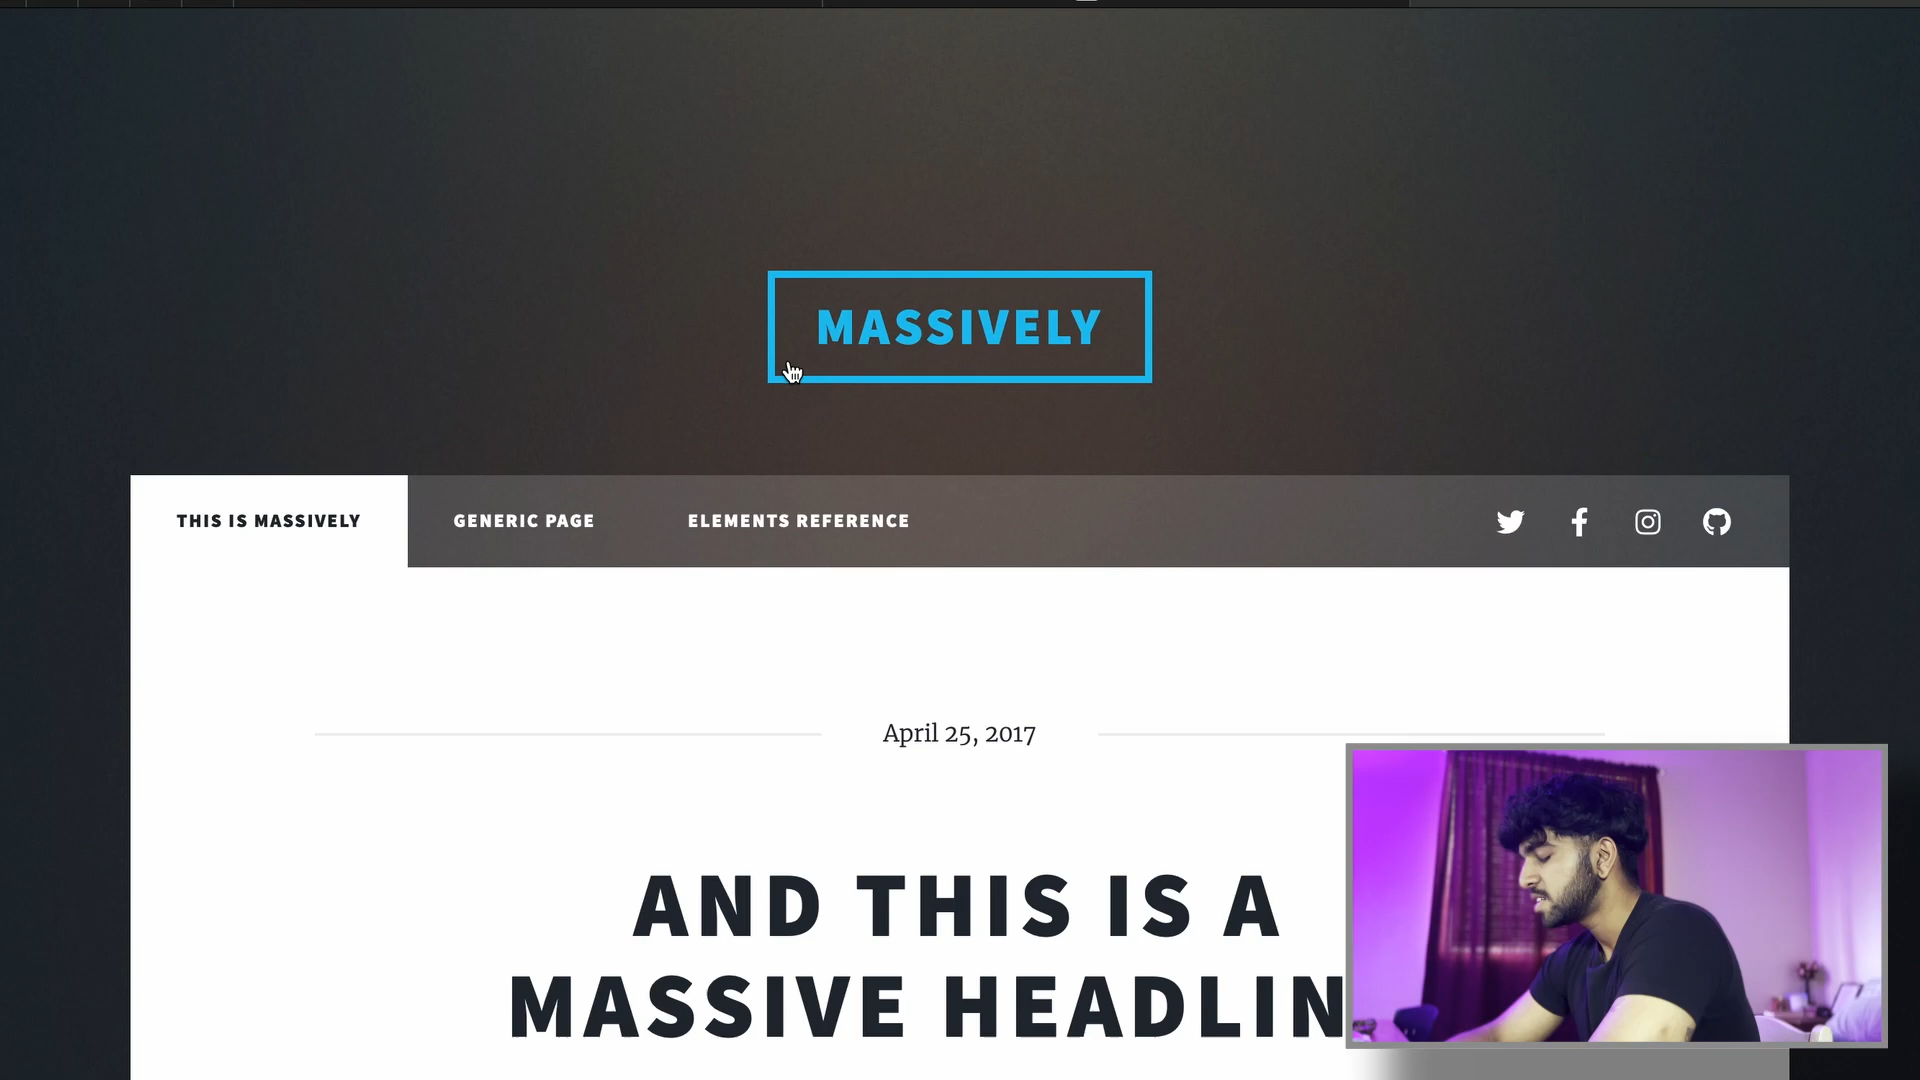 MASSIVELY
THIS IS MASSIVELY GENERIC PAGE ELEMENTS REFERENCE
April 25, 2017
AND THIS IS A
MASSIVE HEADLIN